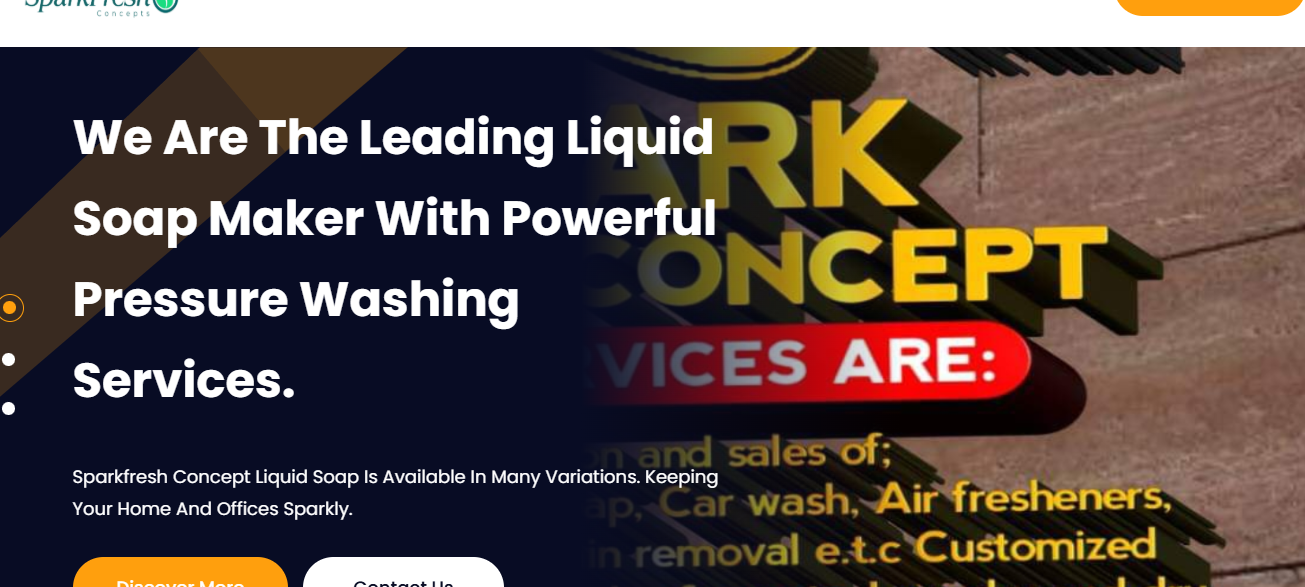 SparkFresh
Concepts
We Are The Leading Liquid
Soap Maker With Powerful
Pressure Washing
Services.
Sparkfresh Concept Liquid Soap Is Available In Many Variations. Keeping
Your Home And Offices Sparkly.
Discover More
Contact Us
ARK
CONCEPT
VICES ARE:
and sales of;
ap, Car wash, Air fresheners,
in removal e.t.c Customized